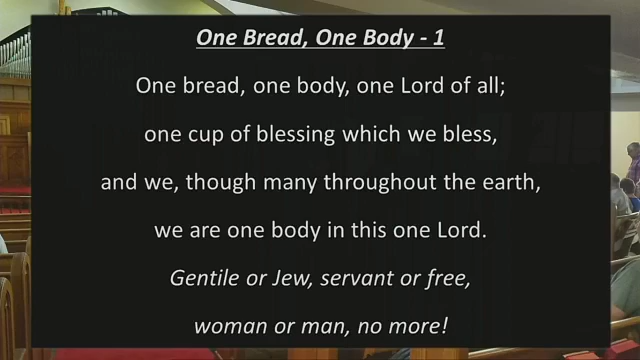 One Bread, One Body - 1
One bread, one body, one Lord of all;
one cup of blessing which we bless,
and we, though many throughout the earth,
we are one body in this one Lord.
Gentile or Jew, servant or free,
woman or man, no more!